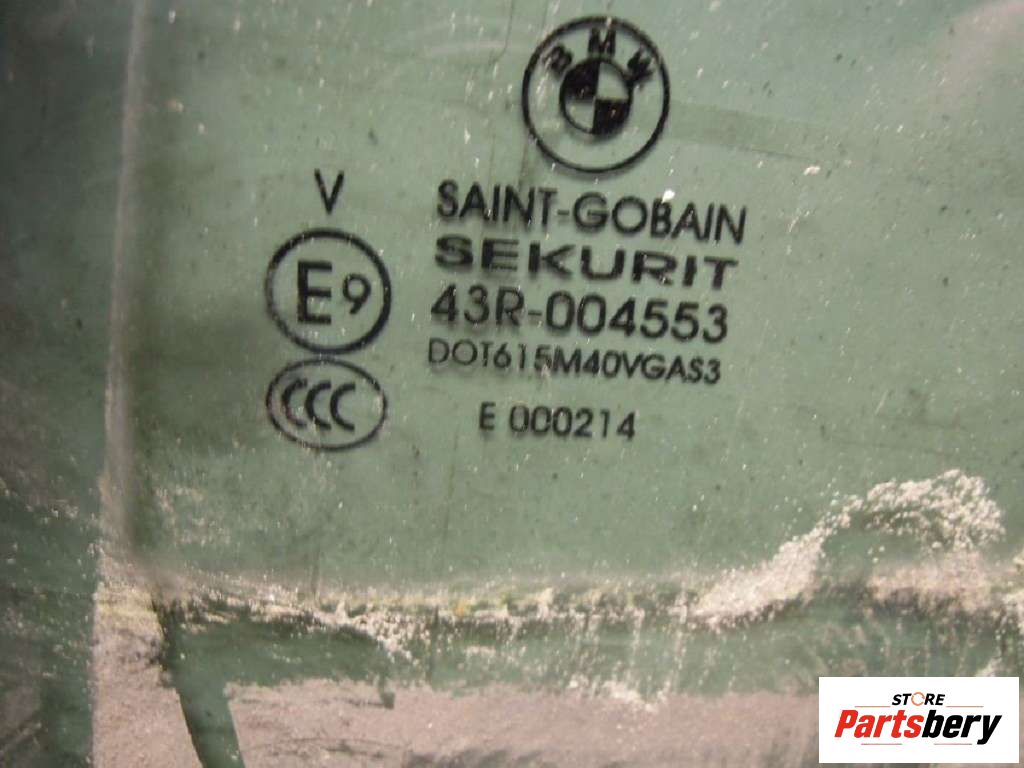 BMW
V
SAINT-GOBAIN
SEKURIT
E9
43R-004553
DOT615M40VGAS3
CCC
E 000214
STORE
Partsbery